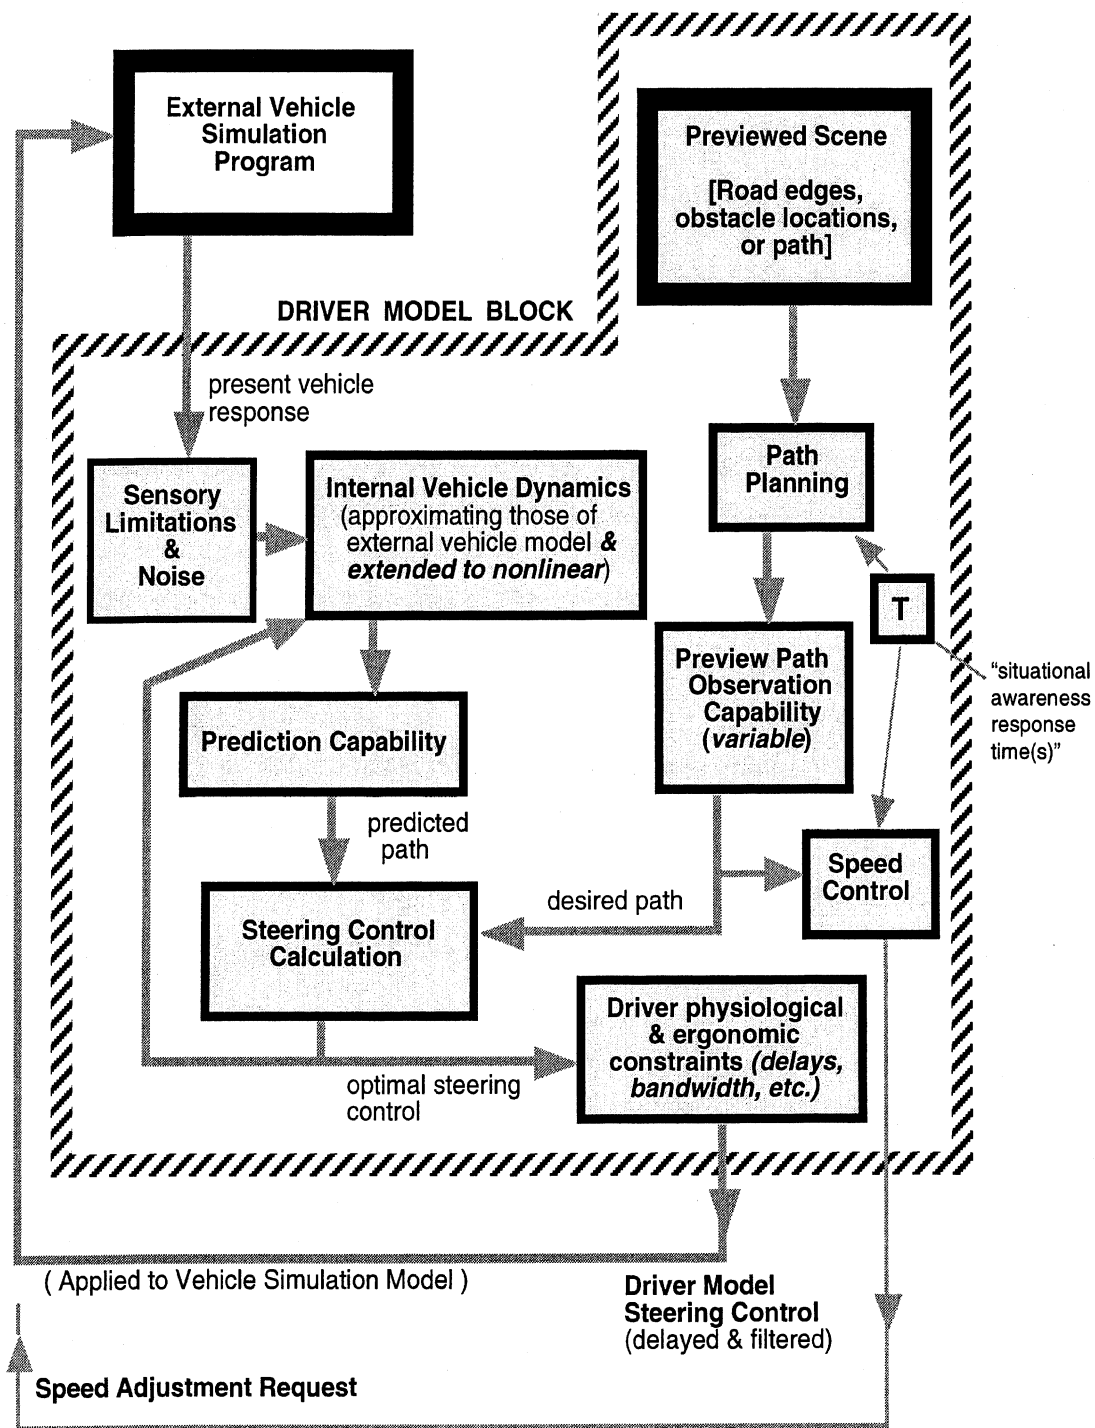 External Vehicle
Simulation
Program
Previewed Scene
[Road edges,
obstacle locations,
or path]
DRIVER MODEL BLOCK
present vehicle
response
Path
Planning
Sensory
Limitations
&
Noise
Internal Vehicle Dynamics
(approximating those of
external vehicle model &
extended to nonlinear)
T
"situational
awareness
response
time(s)"
Preview Path
Observation
Capability
(variable)
Prediction Capability
predicted
path
Speed
Control
desired path
Steering Control
Calculation
Driver physiological
& ergonomic
constraints (delays,
bandwidth, etc.)
optimal steering
control
( Applied to Vehicle Simulation Model )
Driver Model
Steering Control
(delayed & filtered)
Speed Adjustment Request